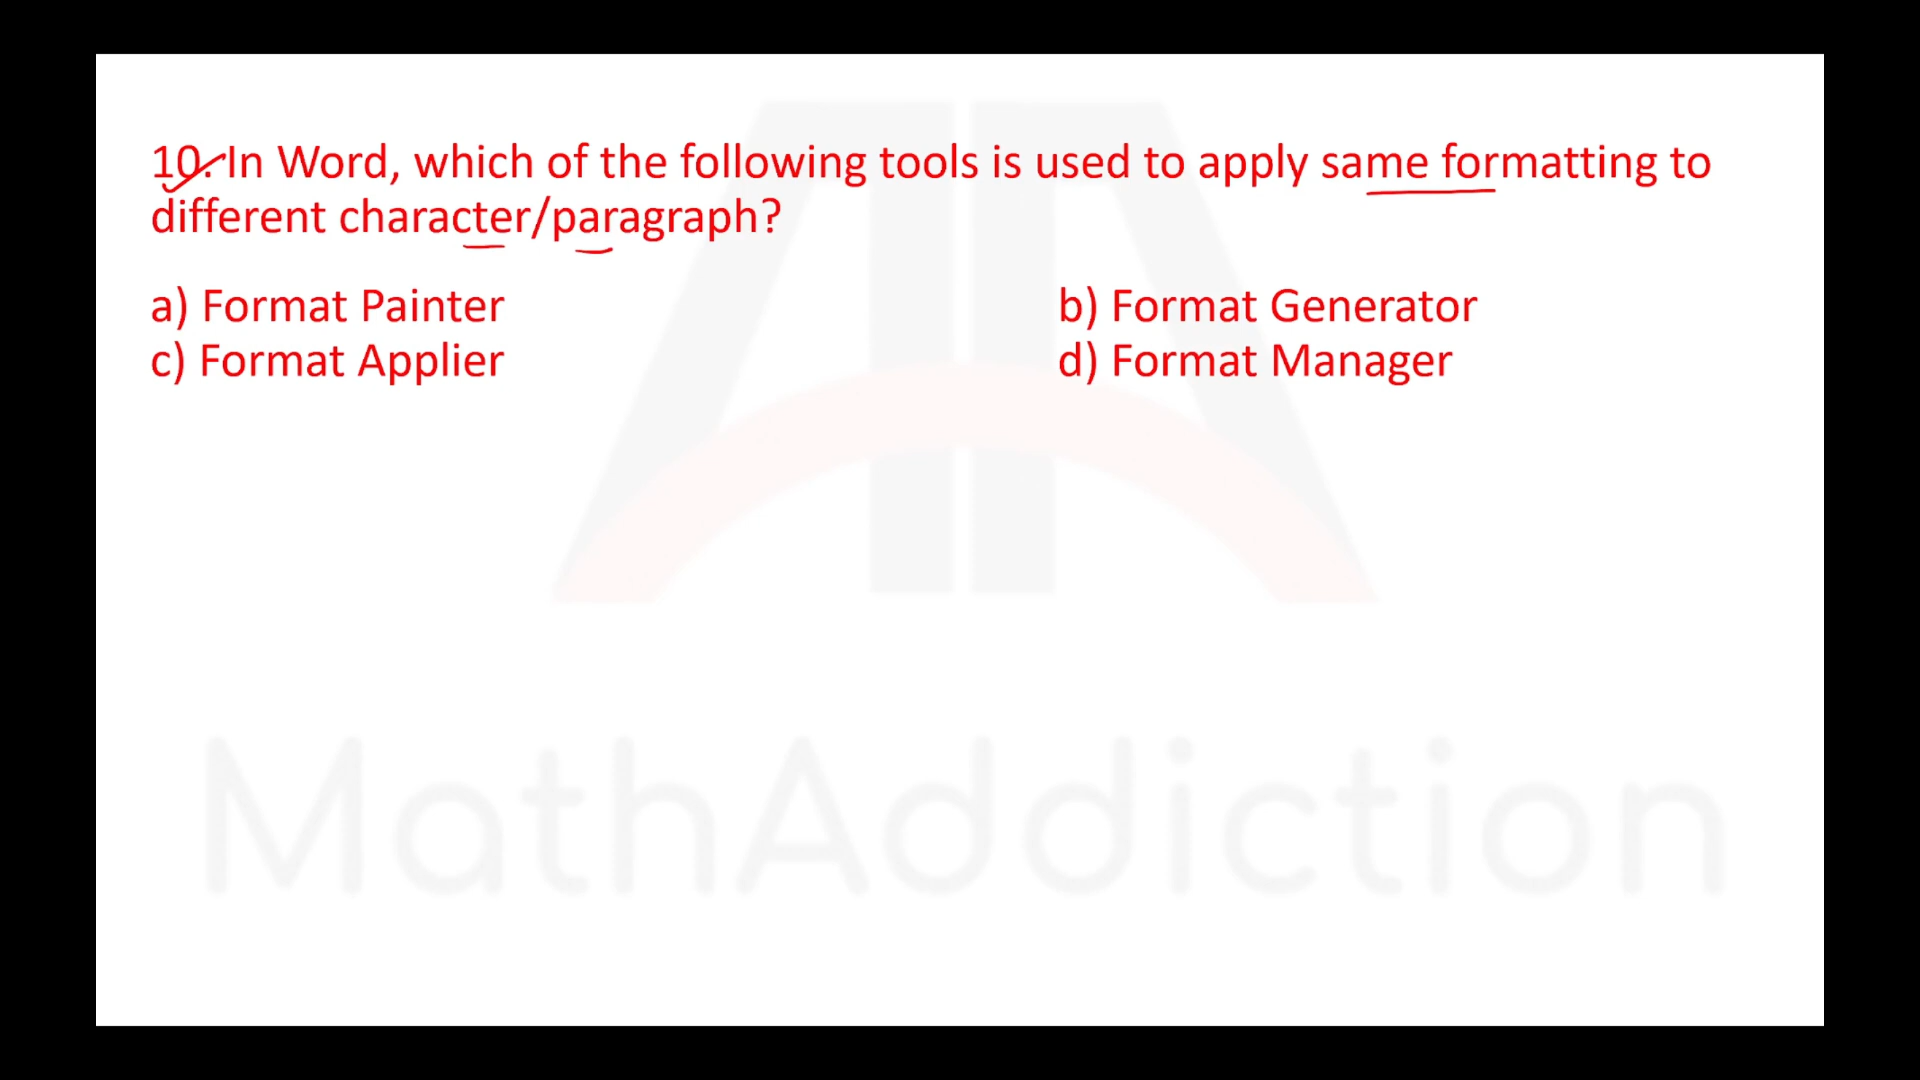 10. In Word, which of the following tools is used to apply same formatting to
different character/paragraph?
a) Format Painter b) Format Generator
c) Format Applier d) Format Manager
MathAddiction